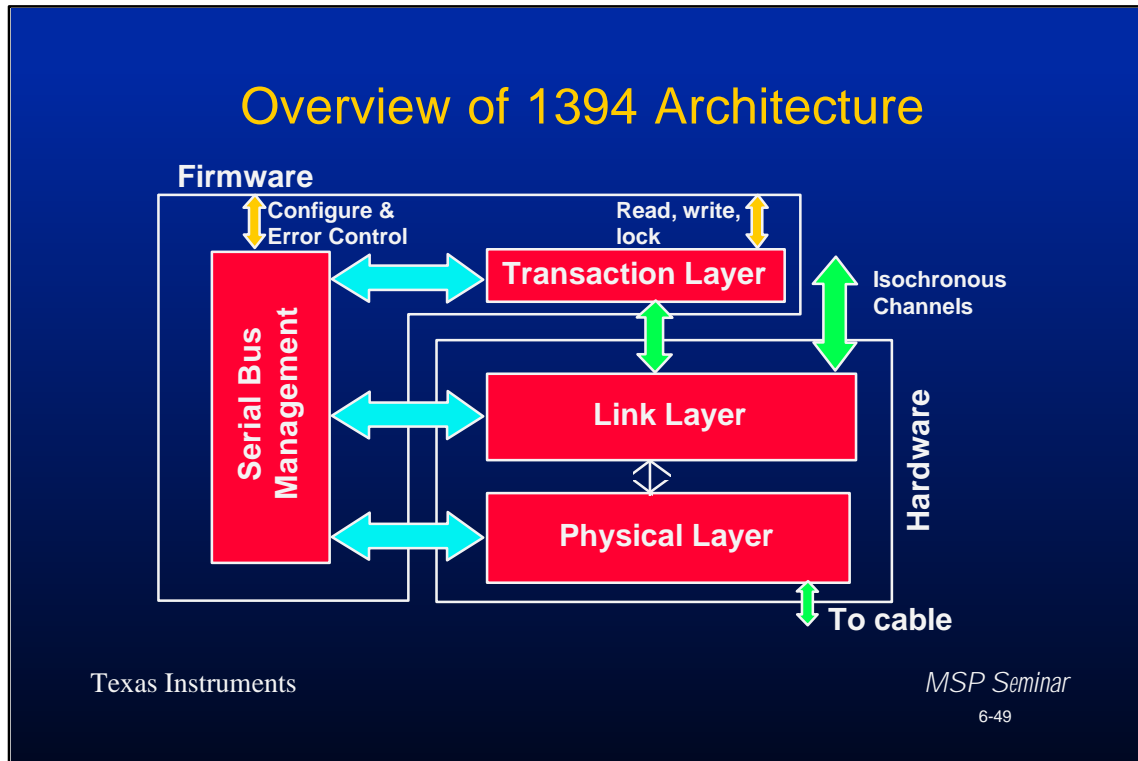 Overview of 1394 Architecture
Firmware
Configure &
Error Control
Read, write,
lock
Transaction Layer
Isochronous
Channels
Serial Bus
Management
Link Layer
Hardware
Physical Layer
To cable
Texas Instruments
MSP Seminar
6-49